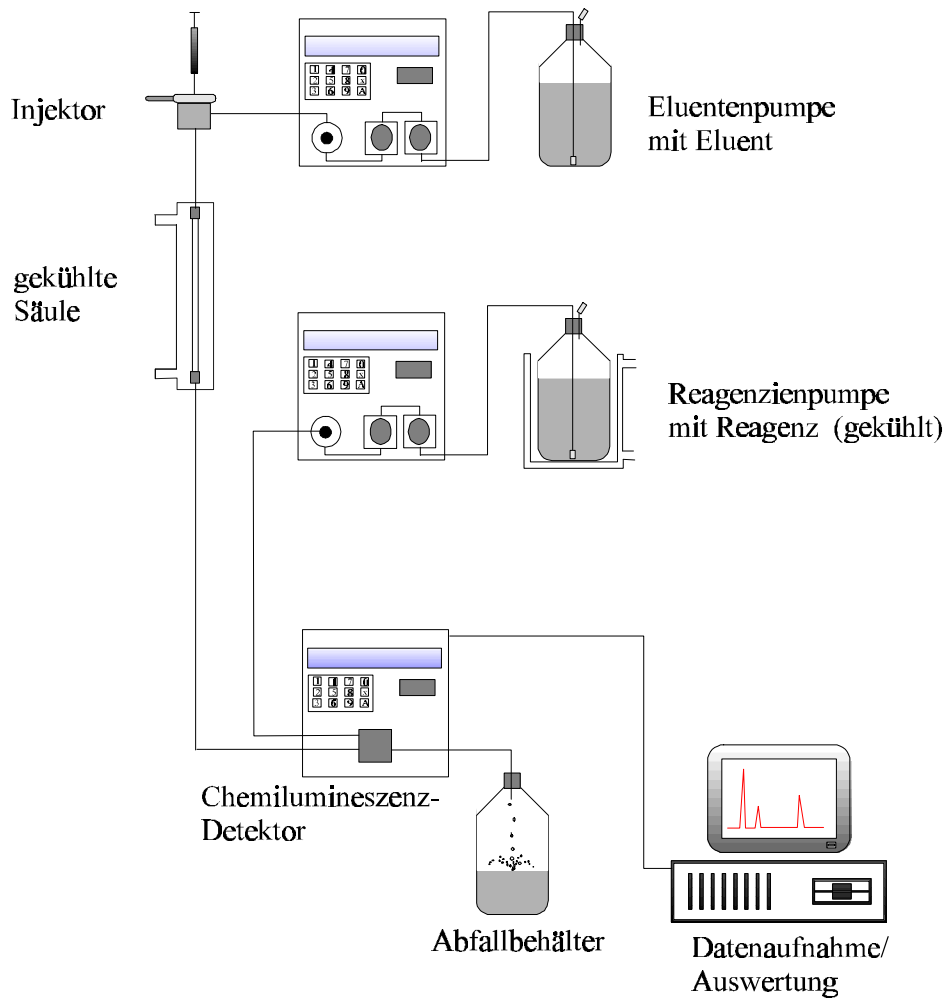 Injektor
Eluentenpumpe
mit Eluent
gekühlte
Säule
Reagenzienpumpe
mit Reagenz (gekühlt)
Chemilumineszenz-
Detektor
Abfallbehälter
Datenaufnahme/
Auswertung